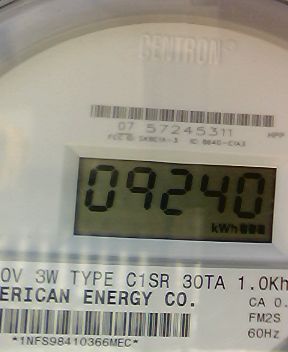 CENTRON®
07 57245311
09240
kWh
0V 3W TYPE C1SR 30TA 1.0Kh
ERICAN ENERGY CO.
CA 0.
FM2S
60Hz
*1NFS98410366MEC*